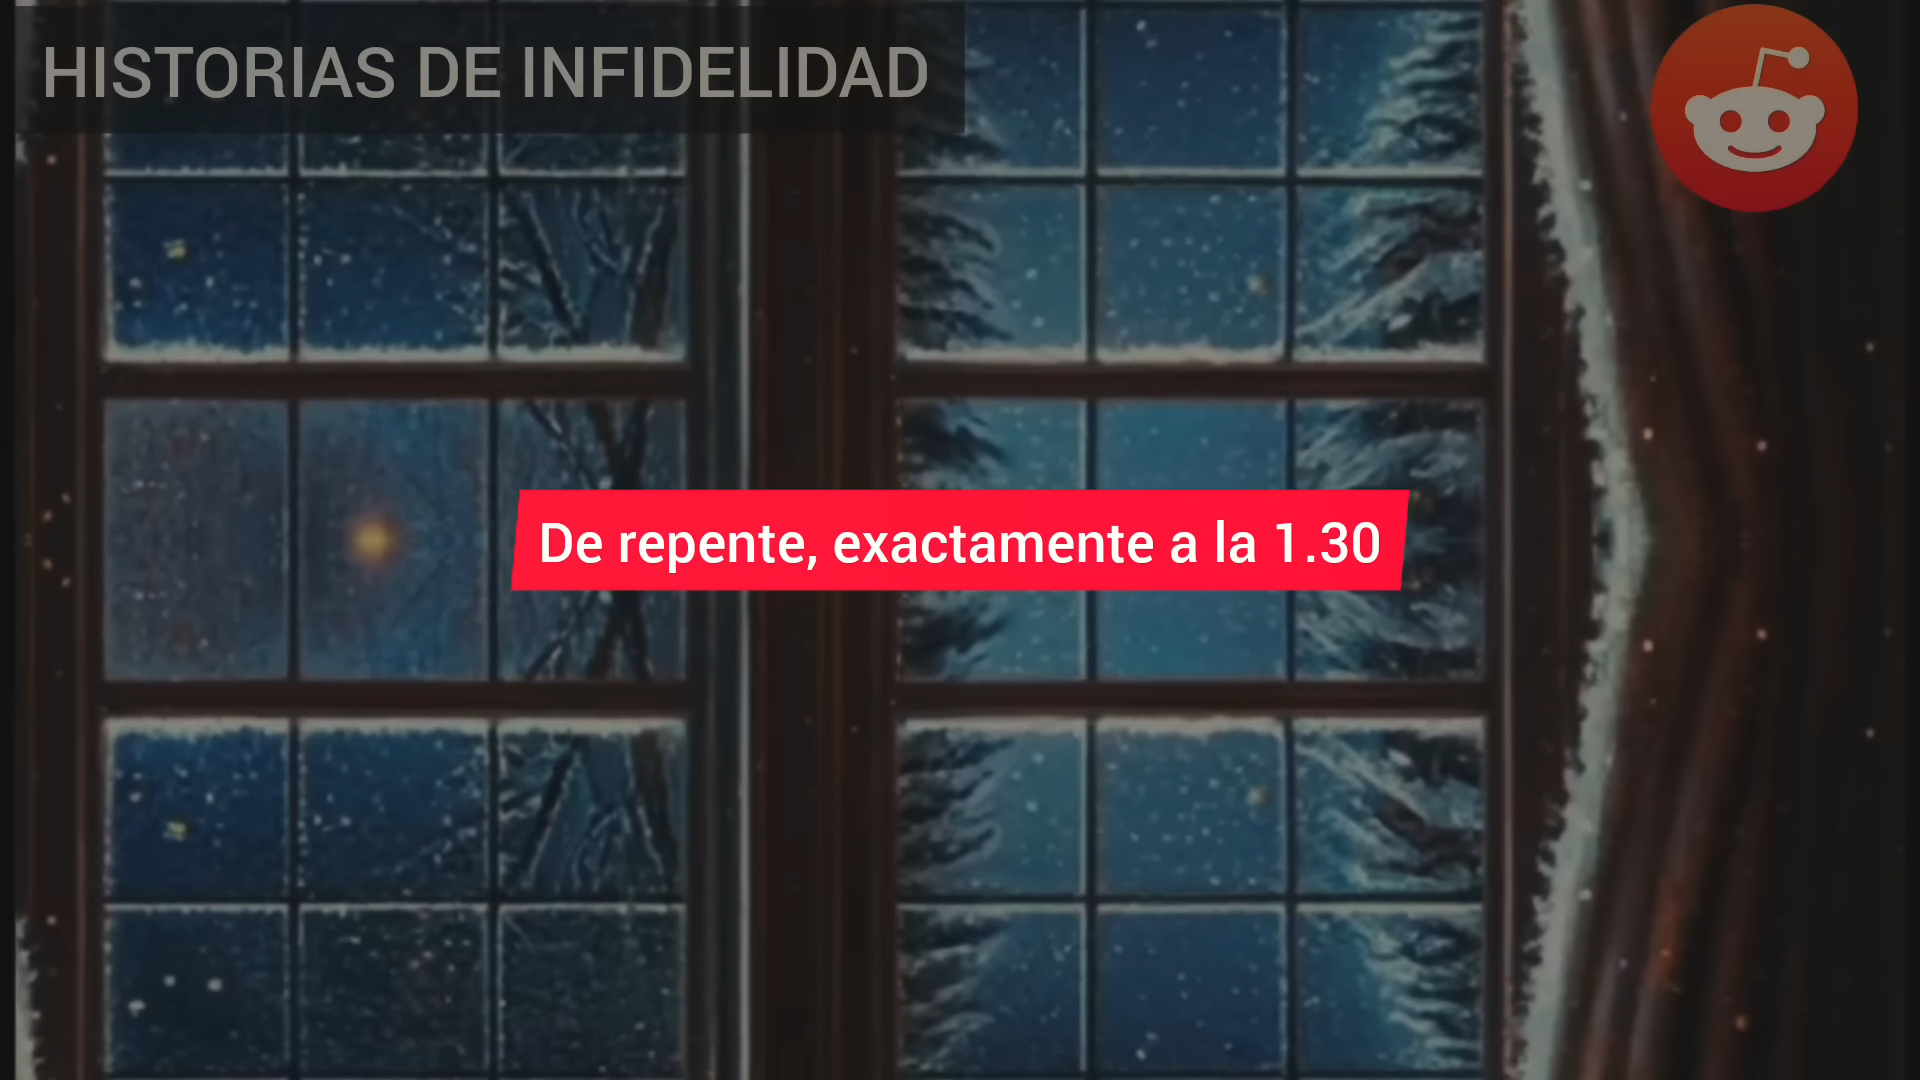 HISTORIAS DE INFIDELIDAD
De repente, exactamente a la 1.30